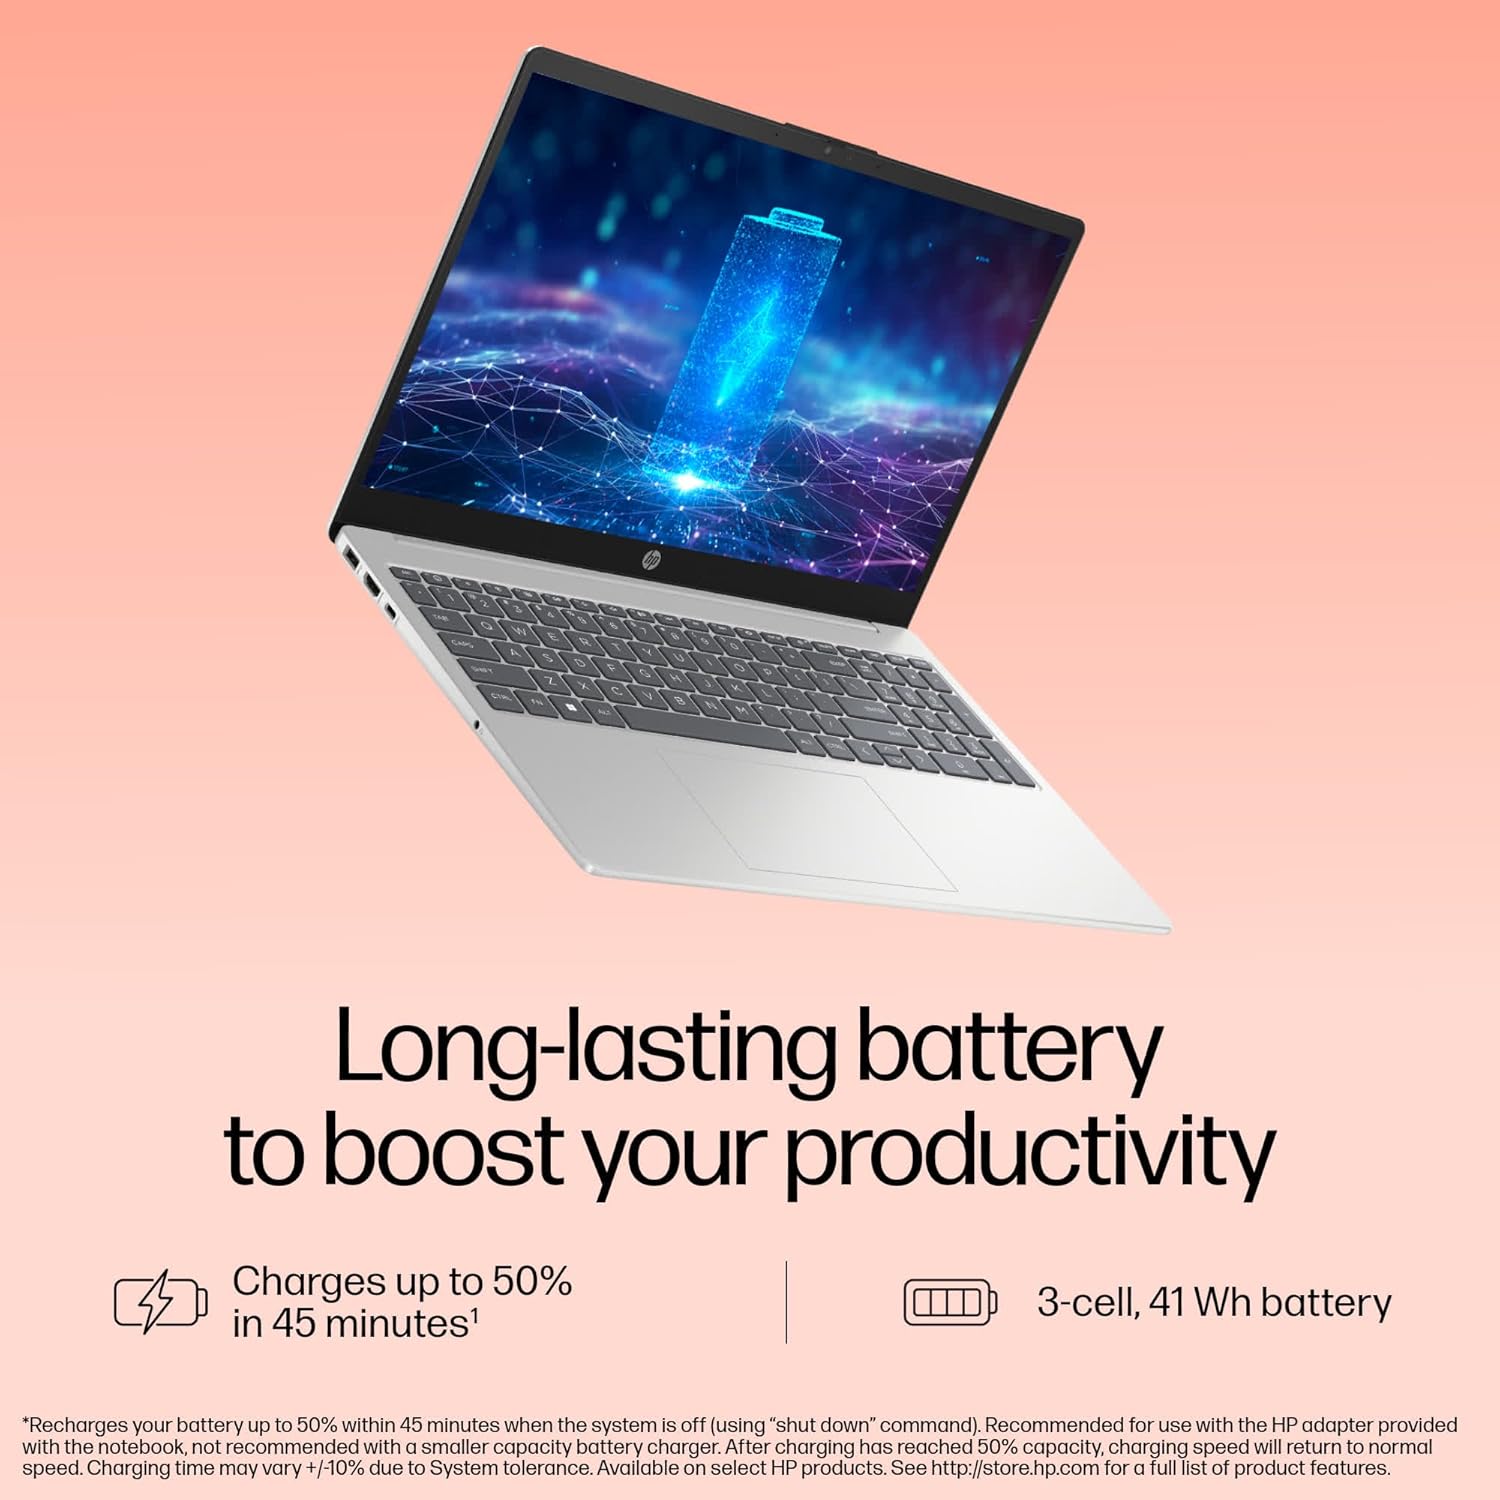 hp
Long-lasting battery
to boost your productivity
Charges up to 50%
in 45 minutes¹
3-cell, 41 Wh battery
*Recharges your battery up to 50% within 45 minutes when the system is off (using “shut down” command). Recommended for use with the HP adapter provided
with the notebook, not recommended with a smaller capacity battery charger. After charging has reached 50% capacity, charging speed will return to normal
speed. Charging time may vary +/-10% due to System tolerance. Available on select HP products. See http://store.hp.com for a full list of product features.